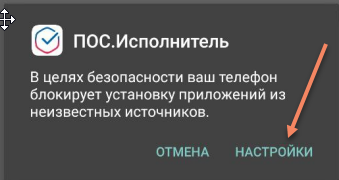 ПОС.Исполнитель
В целях безопасности ваш телефон
блокирует установку приложений из
неизвестных источников.
ОТМЕНА НАСТРОЙКИ